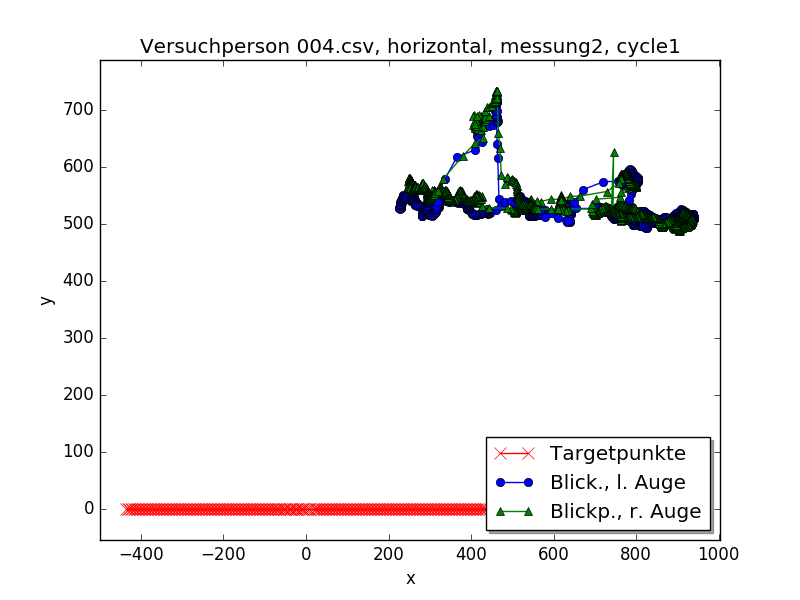 Versuchperson 004.csv, horizontal, messung2, cycle1
y
700
600
500
400
300
200
100
0
Targetpunkte
Blick., l. Auge
Blickp., r. Auge
−400 −200 0 200 400 600 800 1000
x